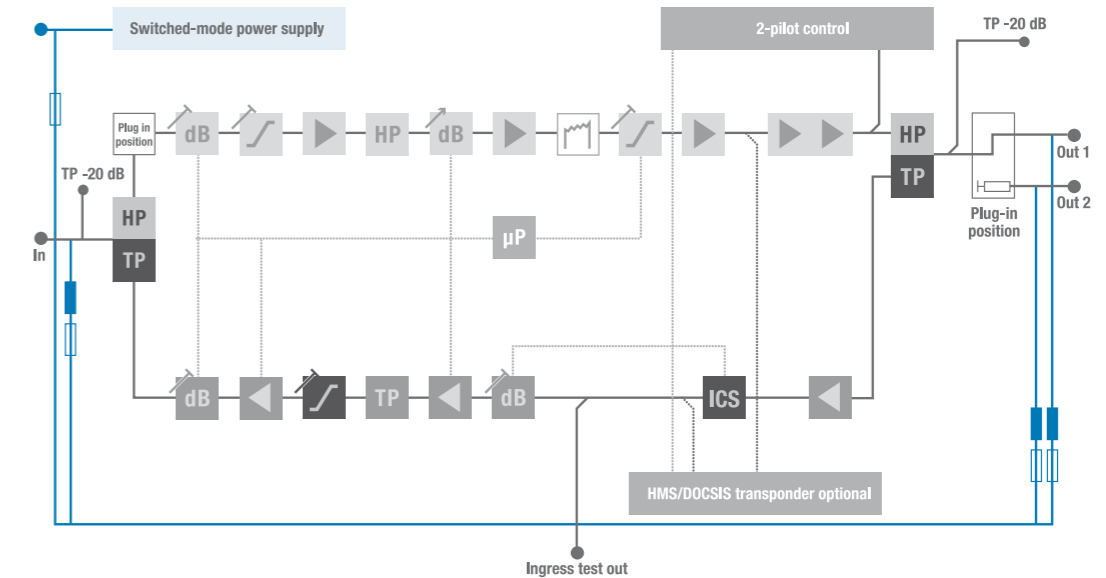 Switched-mode power supply
2-pilot control
TP -20 dB
Plug in
position
dB
HP
dB
HP
TP
Out 1
Out 2
Plug-in
position
TP -20 dB
HP
TP
In
µP
dB
TP
dB
ICS
HMS/DOCSIS transponder optional
Ingress test out